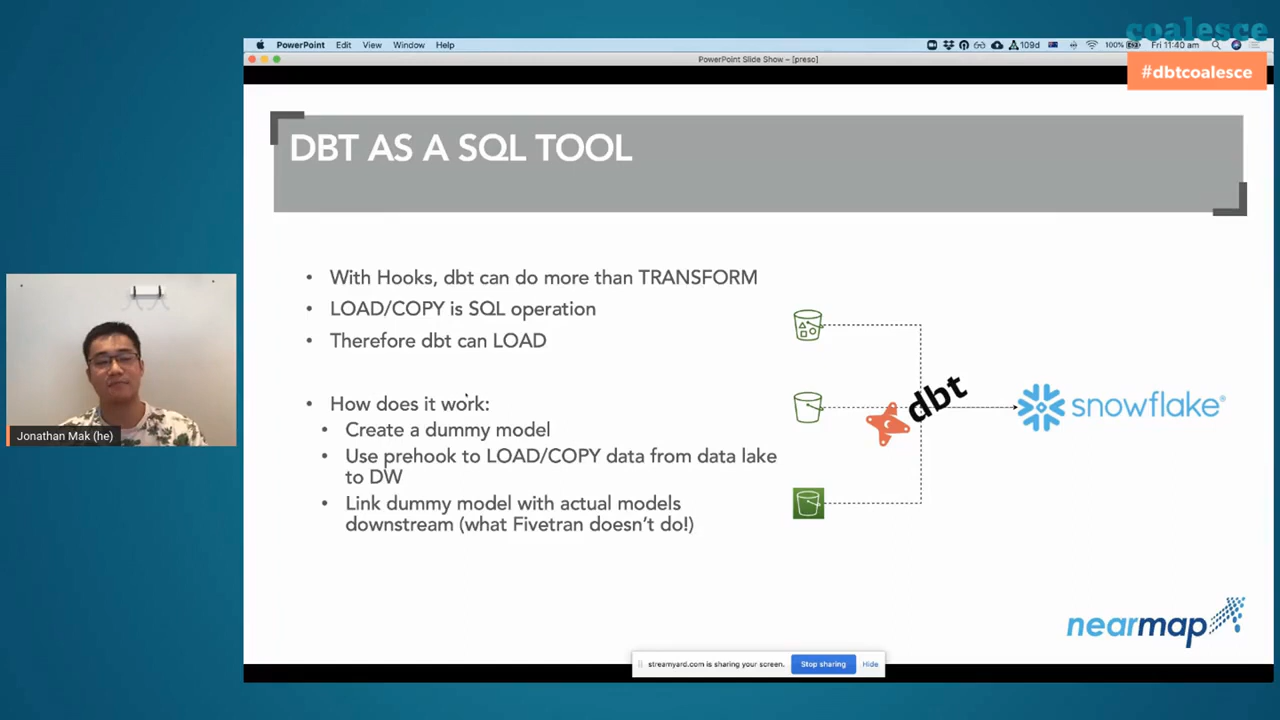 coalesce
#dbtcoalesce
PowerPoint Edit View Window Help
109d
100%
Fri 11:40 am
PowerPoint Slide Show – [preso]
DBT AS A SQL TOOL
• With Hooks, dbt can do more than TRANSFORM
• LOAD/COPY is SQL operation
• Therefore dbt can LOAD
• How does it work:
• Create a dummy model
• Use prehook to LOAD/COPY data from data lake
to DW
• Link dummy model with actual models
downstream (what Fivetran doesn't do!)
dbt
snowflake®
nearmap
Jonathan Mak (he)
streamyard.com is sharing your screen. Stop sharing Hide